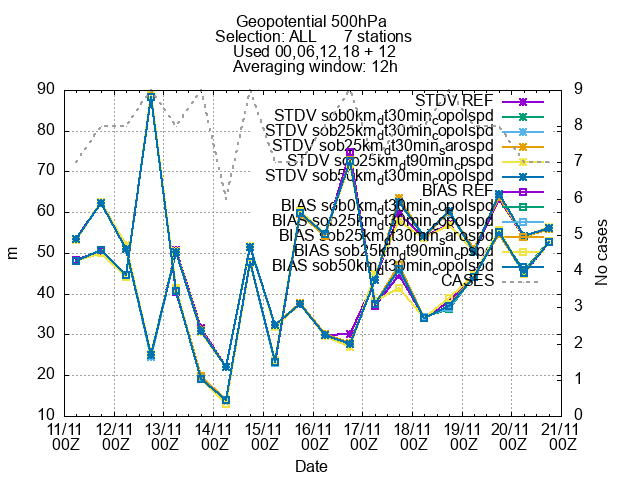 Geopotential 500hPa
Selection: ALL 7 stations
Used 00,06,12,18 + 12
Averaging window: 12h
STDV REF
STDV sob0km_dt30min_copolspd
STDV sob25km_dt30min_copolspd
STDV sob25km_dt30min_sarospd
STDV sob25km_dt90min_cpspd
STDV sob50km_dt30min_copolspd
BIAS REF
BIAS sob0km_dt30min_copolspd
BIAS sob25km_dt30min_copolspd
BIAS sob25km_dt30min_sarospd
BIAS sob25km_dt90min_cpspd
BIAS sob50km_dt30min_copolspd
CASES
m
90
80
70
60
50
40
30
20
10
No cases
9
8
7
6
5
4
3
2
1
0
11/11 12/11 13/11 14/11 15/11 16/11 17/11 18/11 19/11 20/11 21/11
00Z 00Z 00Z 00Z 00Z 00Z 00Z 00Z 00Z 00Z 00Z
Date